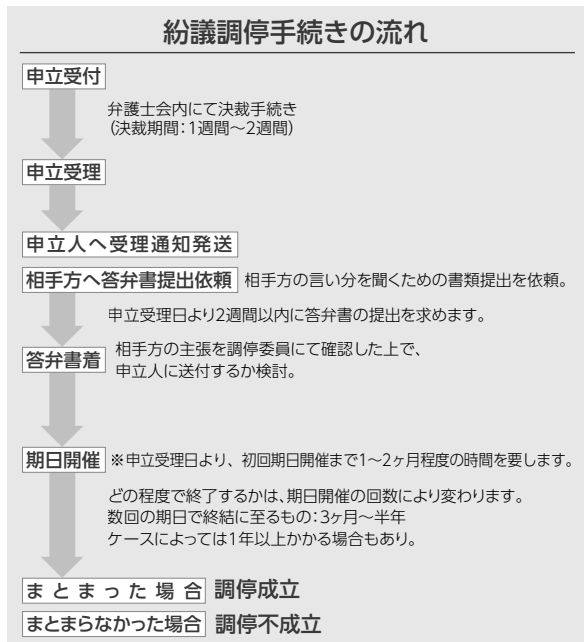 紛議調停手続きの流れ
申立受付
弁護士会内にて決裁手続き
(決裁期間:1週間〜2週間)
申立受理
申立人へ受理通知発送
相手方へ答弁書提出依頼 相手方の言い分を聞くための書類提出を依頼。
申立受理日より2週間以内に答弁書の提出を求めます。
答弁書着 相手方の主張を調停委員にて確認した上で、
申立人に送付するか検討。
期日開催 ※申立受理日より、初回期日開催まで1〜2ヶ月程度の時間を要します。
どの程度で終了するかは、期日開催の回数により変わります。
数回の期日で終結に至るもの:3ヶ月〜半年
ケースによっては1年以上かかる場合もあり。
まとまった場合 調停成立
まとまらなかった場合 調停不成立